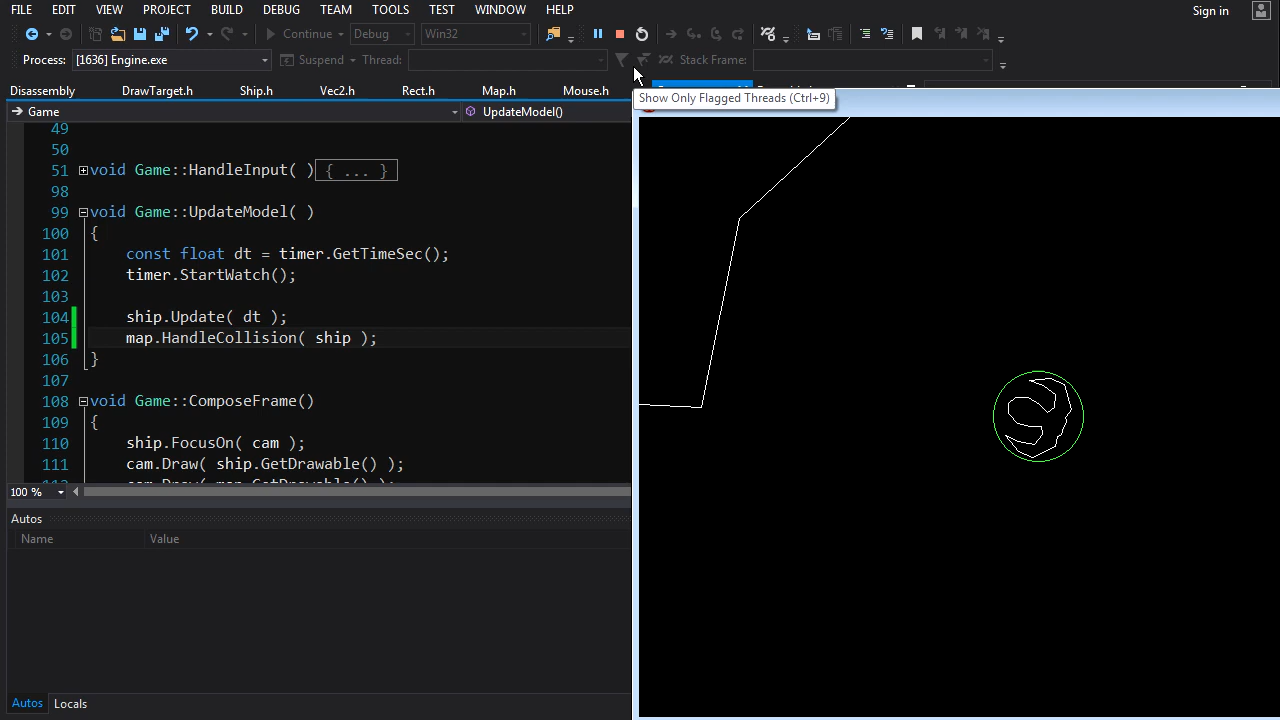 FILE EDIT VIEW PROJECT BUILD DEBUG TEAM TOOLS TEST WINDOW HELP Sign in
Continue Debug Win32
Process: [1636] Engine.exe Suspend Thread: Stack Frame:
Disassembly DrawTarget.h Ship.h Vec2.h Rect.h Map.h Mouse.h
Show Only Flagged Threads (Ctrl+9)
Game UpdateModel()
49
50
51 void Game::HandleInput( ){ ... }
98
99 void Game::UpdateModel( )
100 {
101 const float dt = timer.GetTimeSec();
102 timer.StartWatch();
103
104 ship.Update( dt );
105 map.HandleCollision( ship );
106 }
107
108 void Game::ComposeFrame()
109 {
110 ship.FocusOn( cam );
111 cam.Draw( ship.GetDrawable() );
100 %
Autos
Name Value
Autos Locals